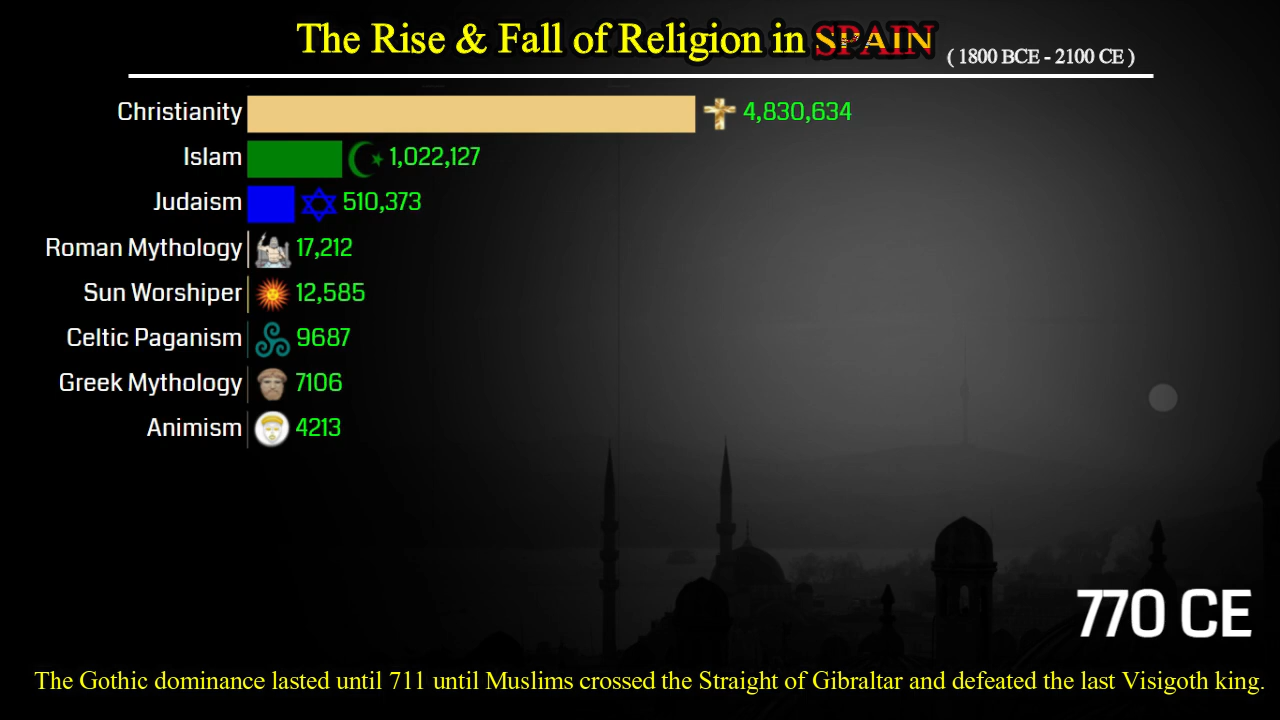 The Rise & Fall of Religion in SPAIN ( 1800 BCE - 2100 CE )
Christianity 4,830,634
Islam 1,022,127
Judaism 510,373
Roman Mythology 17,212
Sun Worshiper 12,585
Celtic Paganism 9687
Greek Mythology 7106
Animism 4213
770 CE
The Gothic dominance lasted until 711 until Muslims crossed the Straight of Gibraltar and defeated the last Visigoth king.